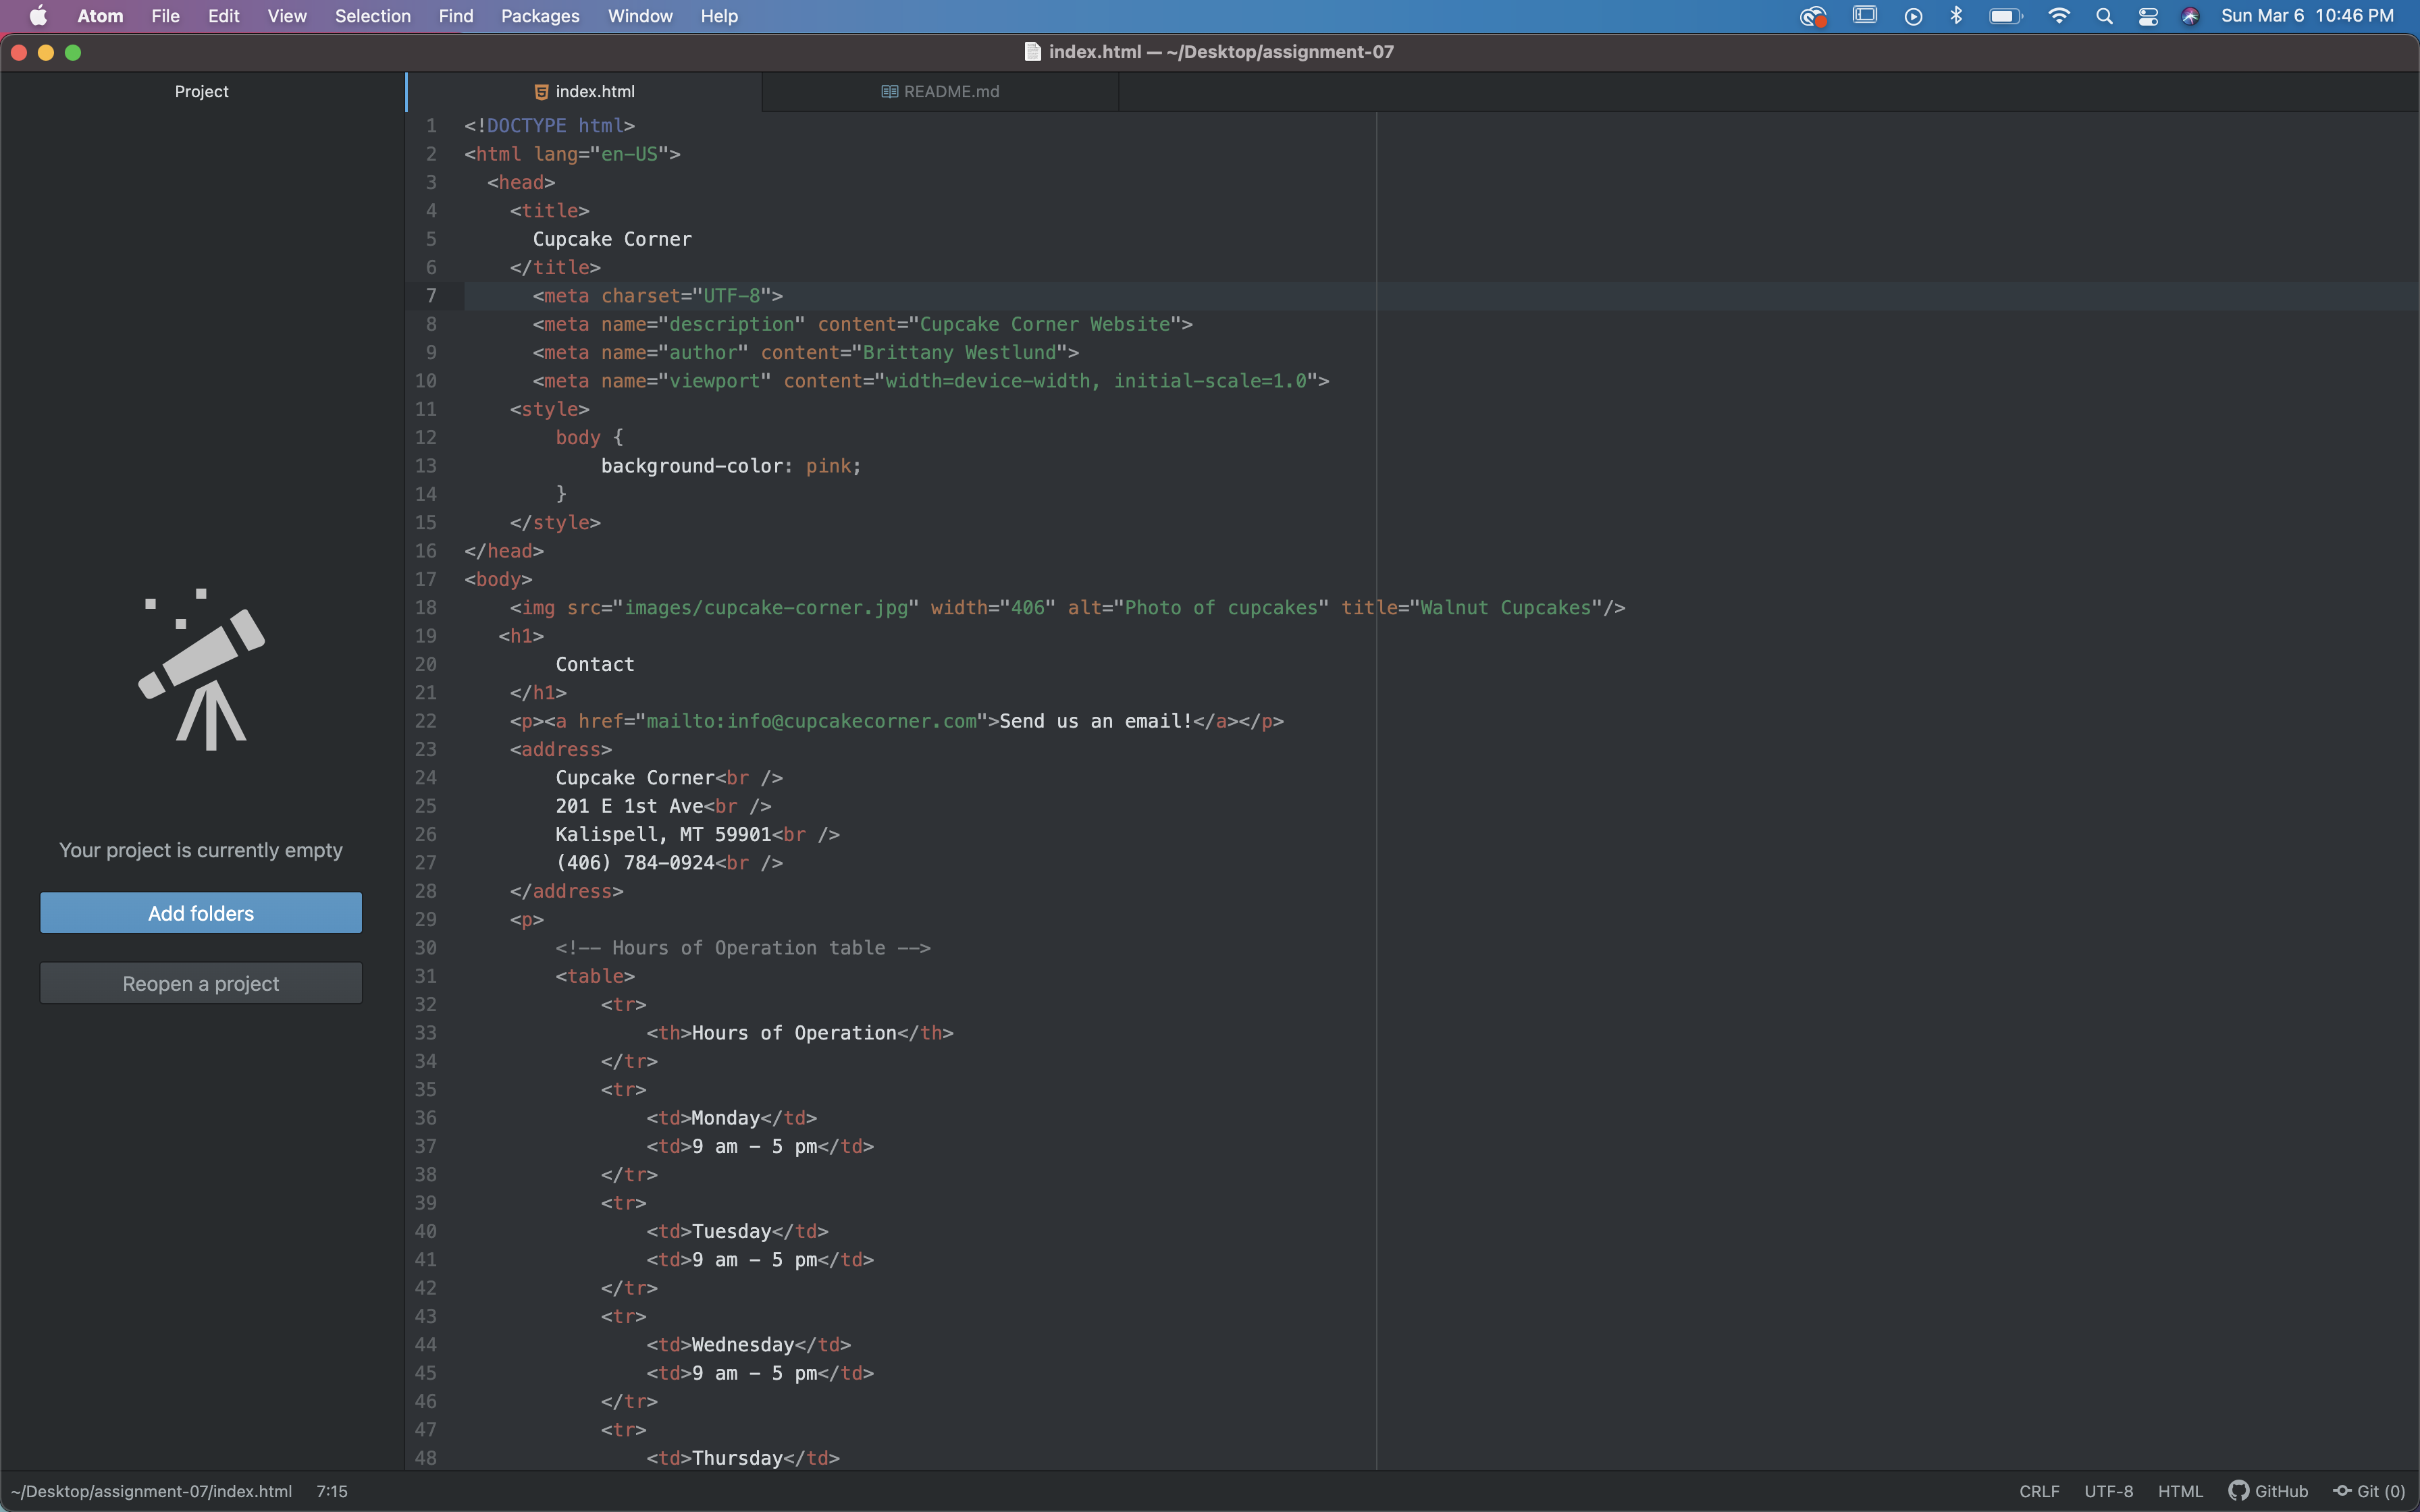 Atom File Edit View Selection Find Packages Window Help Sun Mar 6 10:46 PM
index.html — ~/Desktop/assignment-07
Project index.html README.md
1 <!DOCTYPE html>
2 <html lang="en-US">
3 <head>
4 <title>
5 Cupcake Corner
6 </title>
7 <meta charset="UTF-8">
8 <meta name="description" content="Cupcake Corner Website">
9 <meta name="author" content="Brittany Westlund">
10 <meta name="viewport" content="width=device-width, initial-scale=1.0">
11 <style>
12 body {
13 background-color: pink;
14 }
15 </style>
16 </head>
17 <body>
18 <img src="images/cupcake-corner.jpg" width="406" alt="Photo of cupcakes" title="Walnut Cupcakes"/>
19 <h1>
20 Contact
21 </h1>
22 <p><a href="mailto:info@cupcakecorner.com">Send us an email!</a></p>
23 <address>
24 Cupcake Corner<br />
25 201 E 1st Ave<br />
26 Kalispell, MT 59901<br />
27 (406) 784-0924<br />
28 </address>
29 <p>
30 <!-- Hours of Operation table -->
31 <table>
32 <tr>
33 <th>Hours of Operation</th>
34 </tr>
35 <tr>
36 <td>Monday</td>
37 <td>9 am - 5 pm</td>
38 </tr>
39 <tr>
40 <td>Tuesday</td>
41 <td>9 am - 5 pm</td>
42 </tr>
43 <tr>
44 <td>Wednesday</td>
45 <td>9 am - 5 pm</td>
46 </tr>
47 <tr>
48 <td>Thursday</td>
Your project is currently empty
Add folders
Reopen a project
~/Desktop/assignment-07/index.html 7:15 CRLF UTF-8 HTML GitHub Git (0)